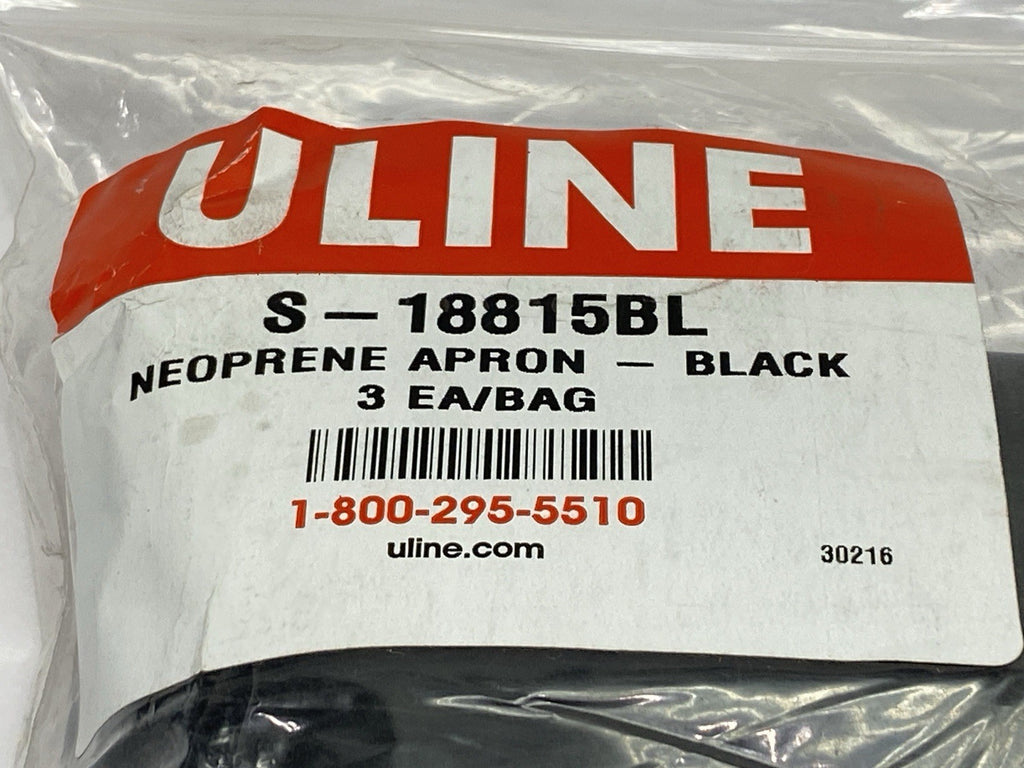 ULINE
S-18815BL
NEOPRENE APRON - BLACK
3 EA/BAG
1-800-295-5510
uline.com
30216